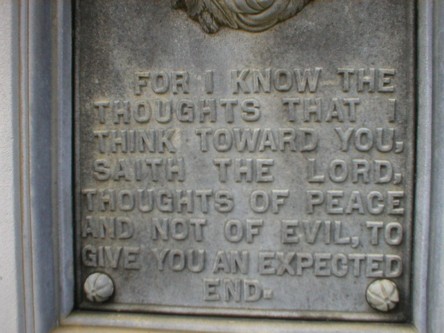 FOR I KNOW THE
THOUGHTS THAT I
THINK TOWARD YOU,
SAITH THE LORD,
THOUGHTS OF PEACE
AND NOT OF EVIL, TO
GIVE YOU AN EXPECTED
END.